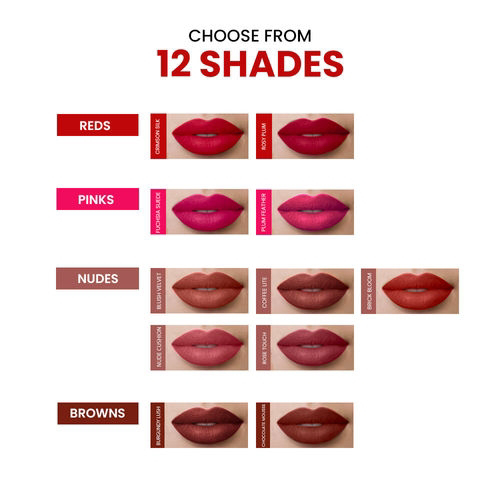 CHOOSE FROM
12 SHADES
REDS
CRIMSON SILK
ROSY PLUM
PINKS
FUCHSIA SUEDE
PLUM FEATHER
NUDES
BLUSH VELVET
COFFEE LITE
BRICK BLOOM
NUDE CUSHION
ROSE TOUCH
BROWNS
BURGUNDY LUSH
CHOCOLATE MOUSSE